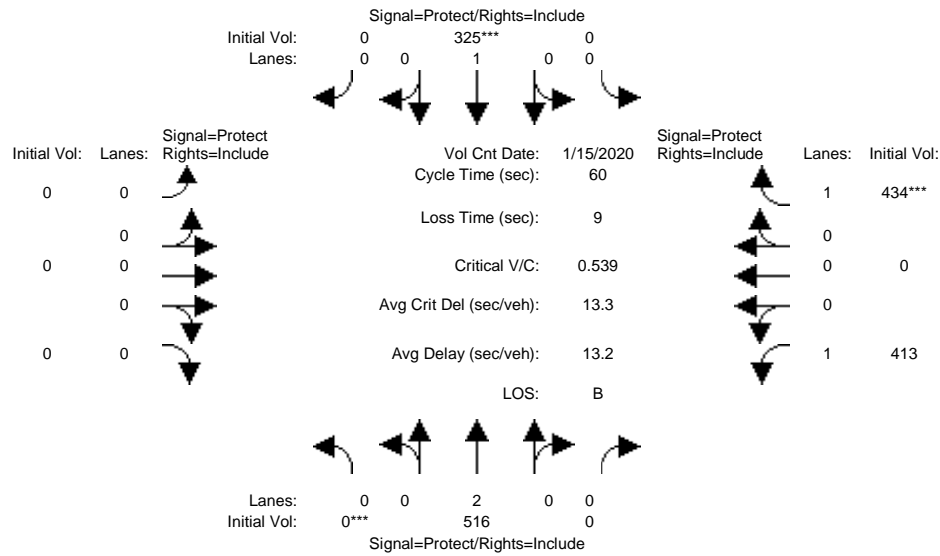 Signal=Protect/Rights=Include
Initial Vol: 0 325*** 0
Lanes: 0 0 1 0 0
Signal=Protect Signal=Protect
Initial Vol: Lanes: Rights=Include Vol Cnt Date: 1/15/2020 Rights=Include Lanes: Initial Vol:
Cycle Time (sec): 60
0 0 1 434***
Loss Time (sec): 9
0 0
0 0 Critical V/C: 0.539 0 0
0 Avg Crit Del (sec/veh): 13.3 0
0 0 Avg Delay (sec/veh): 13.2 1 413
LOS: B
Lanes: 0 0 2 0 0
Initial Vol: 0*** 516 0
Signal=Protect/Rights=Include